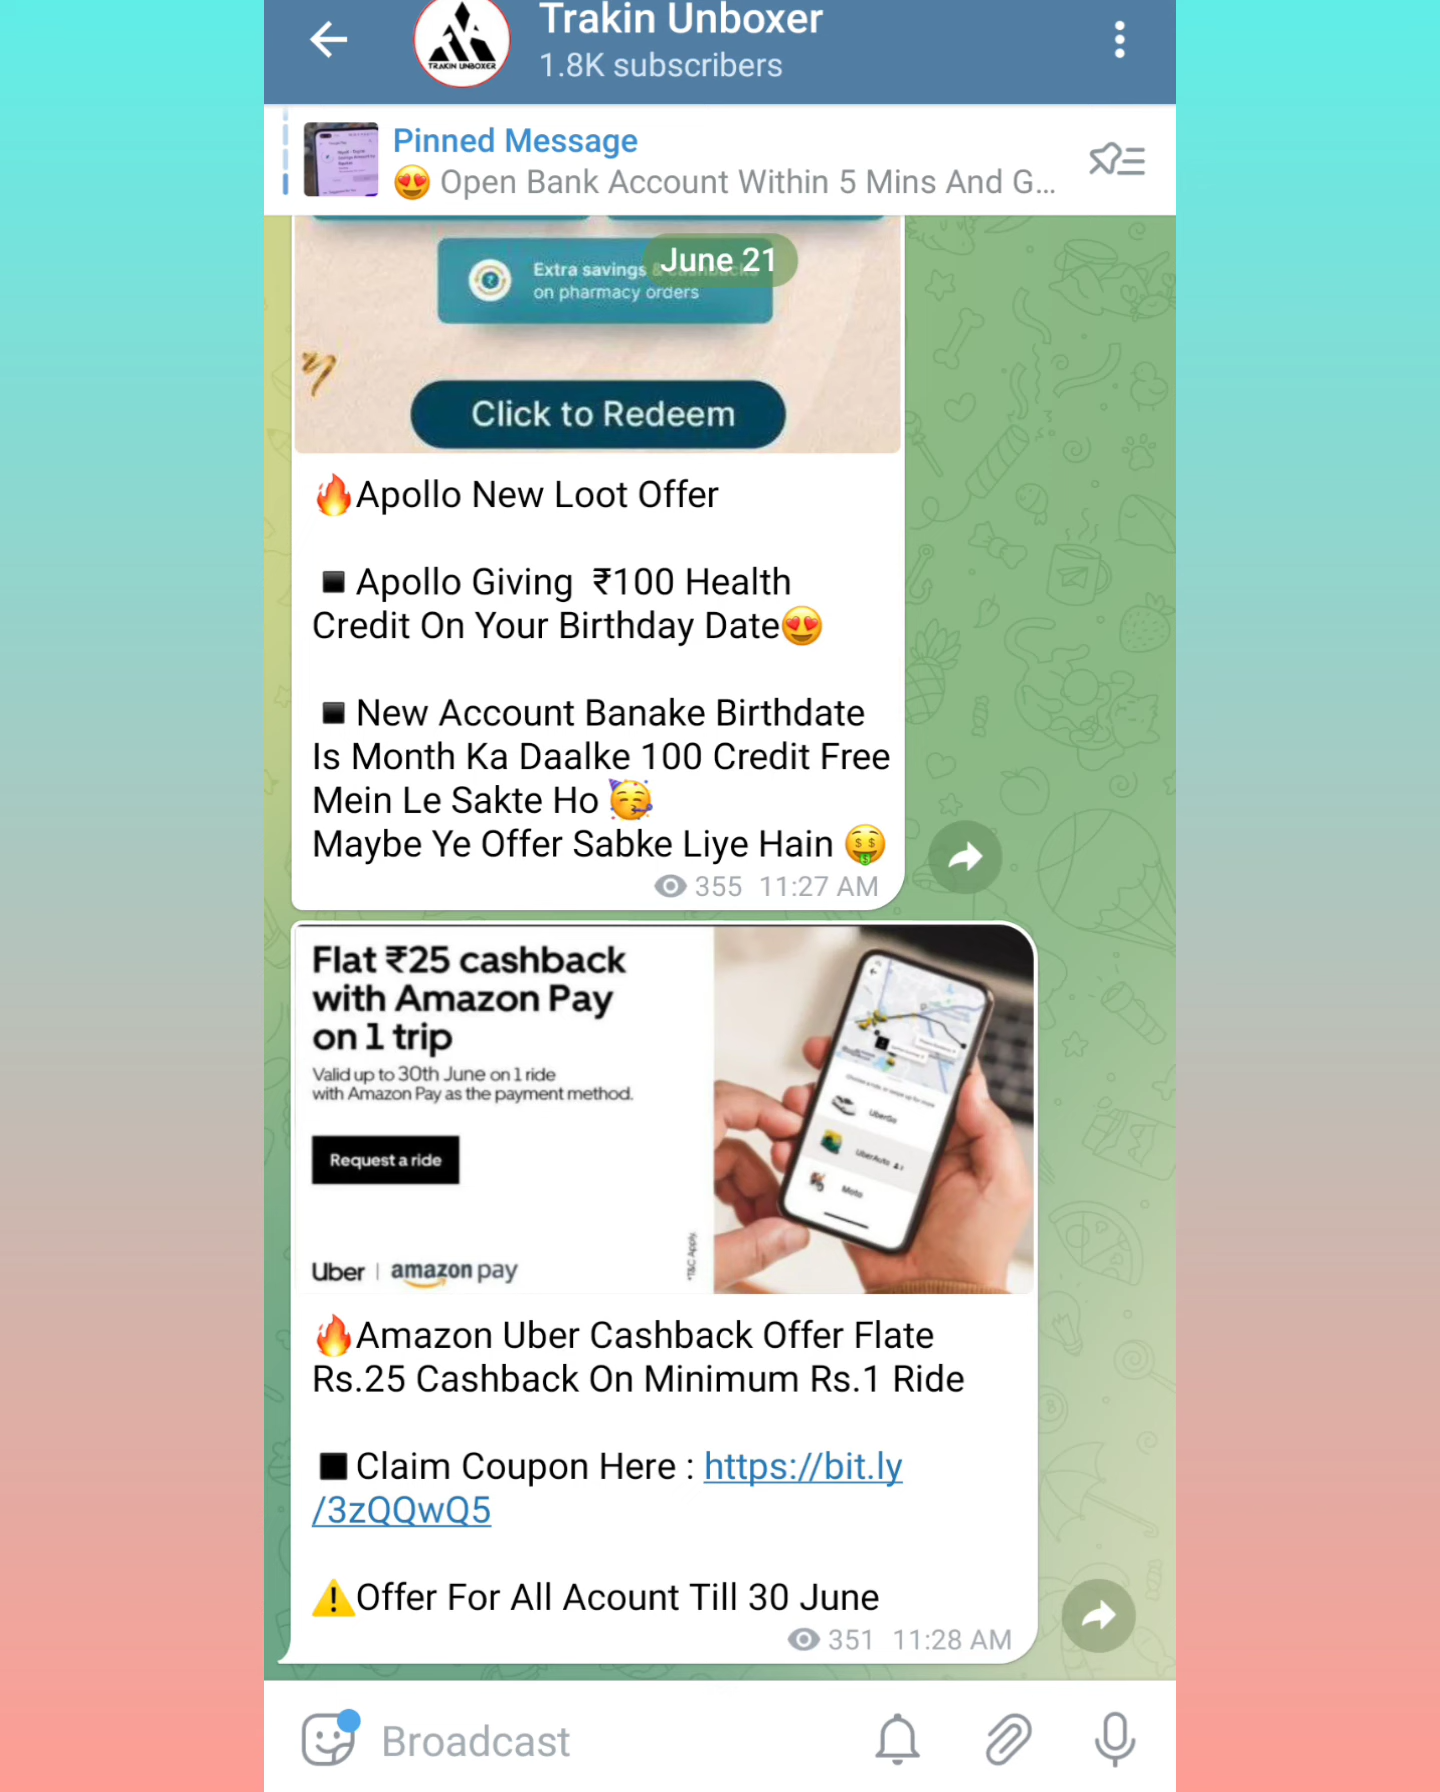 Trakin Unboxer
1.8K subscribers
TRAKIN UNBOXER
Pinned Message
😍 Open Bank Account Within 5 Mins And G...
June 21
Extra savings & cashbacks
on pharmacy orders
Click to Redeem
🔥Apollo New Loot Offer
▪️Apollo Giving ₹100 Health
Credit On Your Birthday Date😍
▪️New Account Banake Birthdate
Is Month Ka Daalke 100 Credit Free
Mein Le Sakte Ho 🥳
Maybe Ye Offer Sabke Liye Hain 🤑
355 11:27 AM
Flat ₹25 cashback
with Amazon Pay
on 1 trip
Valid up to 30th June on 1 ride
with Amazon Pay as the payment method.
Request a ride
Uber | amazon pay
*T&C Apply.
UberGo
UberAuto
Moto
🔥Amazon Uber Cashback Offer Flate
Rs.25 Cashback On Minimum Rs.1 Ride
⬛Claim Coupon Here : https://bit.ly
/3zQQwQ5
⚠️Offer For All Acount Till 30 June
351 11:28 AM
Broadcast